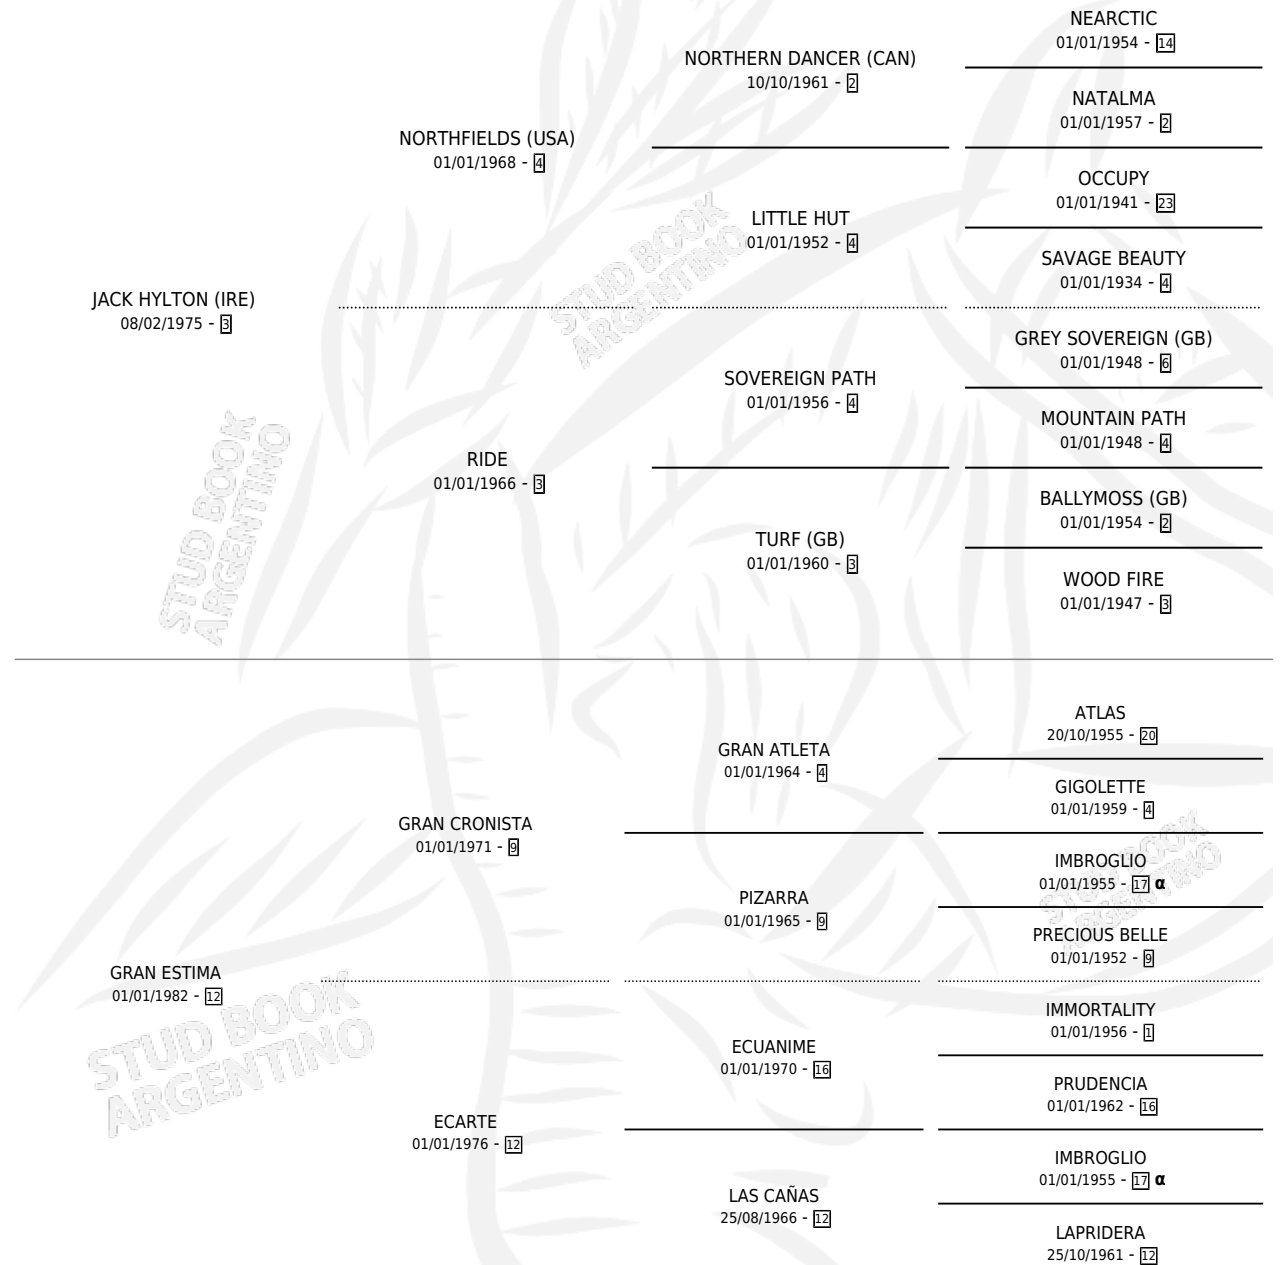 NEARCTIC
01/01/1954 - 14
NORTHERN DANCER (CAN)
10/10/1961 - 2
NATALMA
01/01/1957 - 2
NORTHFIELDS (USA)
01/01/1968 - 4
OCCUPY
01/01/1941 - 23
LITTLE HUT
01/01/1952 - 4
SAVAGE BEAUTY
01/01/1934 - 4
JACK HYLTON (IRE)
08/02/1975 - 3
GREY SOVEREIGN (GB)
01/01/1948 - 6
SOVEREIGN PATH
01/01/1956 - 4
MOUNTAIN PATH
01/01/1948 - 4
RIDE
01/01/1966 - 3
BALLYMOSS (GB)
01/01/1954 - 2
TURF (GB)
01/01/1960 - 3
WOOD FIRE
01/01/1947 - 3
ATLAS
20/10/1955 - 20
GRAN ATLETA
01/01/1964 - 4
GIGOLETTE
01/01/1959 - 4
GRAN CRONISTA
01/01/1971 - 9
IMBROGLIO
01/01/1955 - 17 α
PIZARRA
01/01/1965 - 9
PRECIOUS BELLE
01/01/1952 - 9
GRAN ESTIMA
01/01/1982 - 12
IMMORTALITY
01/01/1956 - 1
ECUANIME
01/01/1970 - 16
PRUDENCIA
01/01/1962 - 16
ECARTE
01/01/1976 - 12
IMBROGLIO
01/01/1955 - 17 α
LAS CAÑAS
25/08/1966 - 12
LAPRIDERA
25/10/1961 - 12
STUD BOOK
ARGENTINO
STUD BOOK
ARGENTINO
STUD BOOK
ARGENTINO
STUD BOOK
ARGENTINO